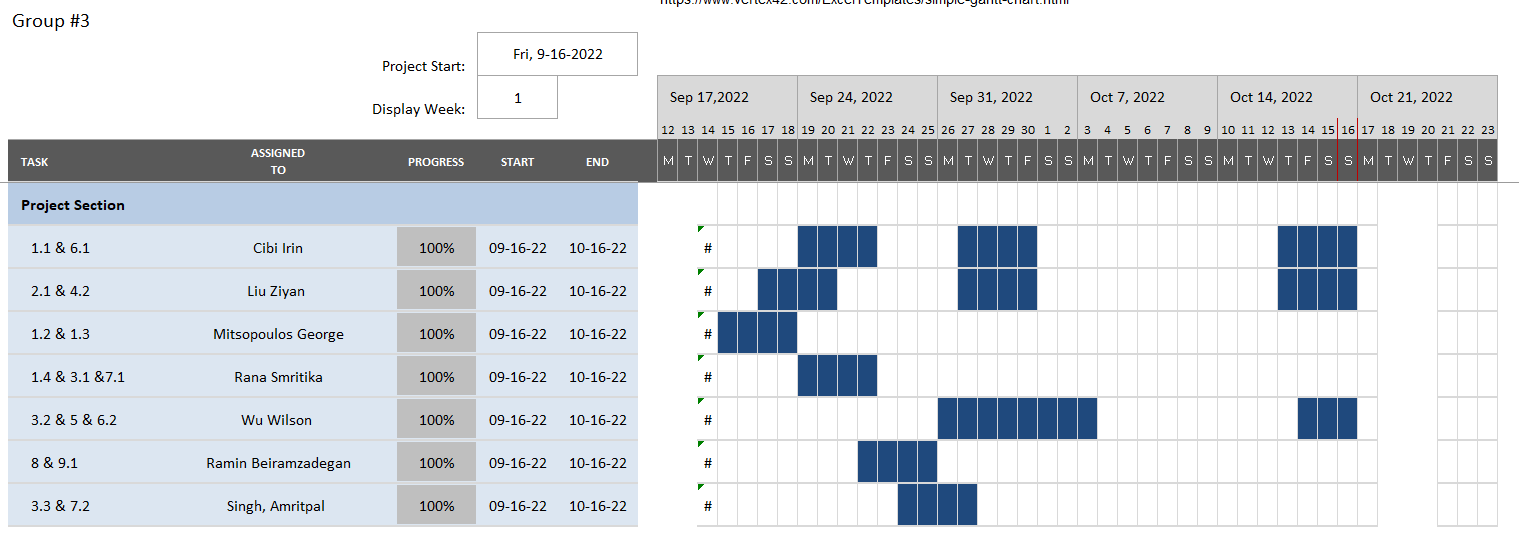 https://www.vertex42.com/ExcelTemplates/simple-gantt-chart.html
Group #3
Fri, 9-16-2022
Project Start:
1
Display Week:
Sep 17,2022 Sep 24, 2022 Sep 31, 2022 Oct 7, 2022 Oct 14, 2022 Oct 21, 2022
12 13 14 15 16 17 18 19 20 21 22 23 24 25 26 27 28 29 30 1 2 3 4 5 6 7 8 9 10 11 12 13 14 15 16 17 18 19 20 21 22 23
TASK ASSIGNED TO PROGRESS START END M T W T F S S M T W T F S S M T W T F S S M T W T F S S M T W T F S S M T W T F S S
Project Section
1.1 & 6.1 Cibi Irin 100% 09-16-22 10-16-22 #
2.1 & 4.2 Liu Ziyan 100% 09-16-22 10-16-22 #
1.2 & 1.3 Mitsopoulos George 100% 09-16-22 10-16-22 #
1.4 & 3.1 &7.1 Rana Smritika 100% 09-16-22 10-16-22 #
3.2 & 5 & 6.2 Wu Wilson 100% 09-16-22 10-16-22 #
8 & 9.1 Ramin Beiramzadegan 100% 09-16-22 10-16-22 #
3.3 & 7.2 Singh, Amritpal 100% 09-16-22 10-16-22 #